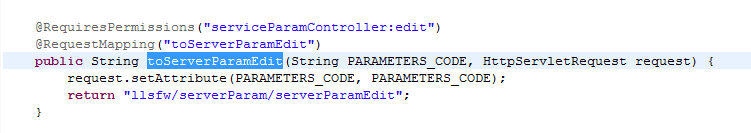 @RequiresPermissions("serviceParamController:edit")
@RequestMapping("toServerParamEdit")
public String toServerParamEdit(String PARAMETERS_CODE, HttpServletRequest request) {
request.setAttribute(PARAMETERS_CODE, PARAMETERS_CODE);
return "llsfw/serverParam/serverParamEdit";
}